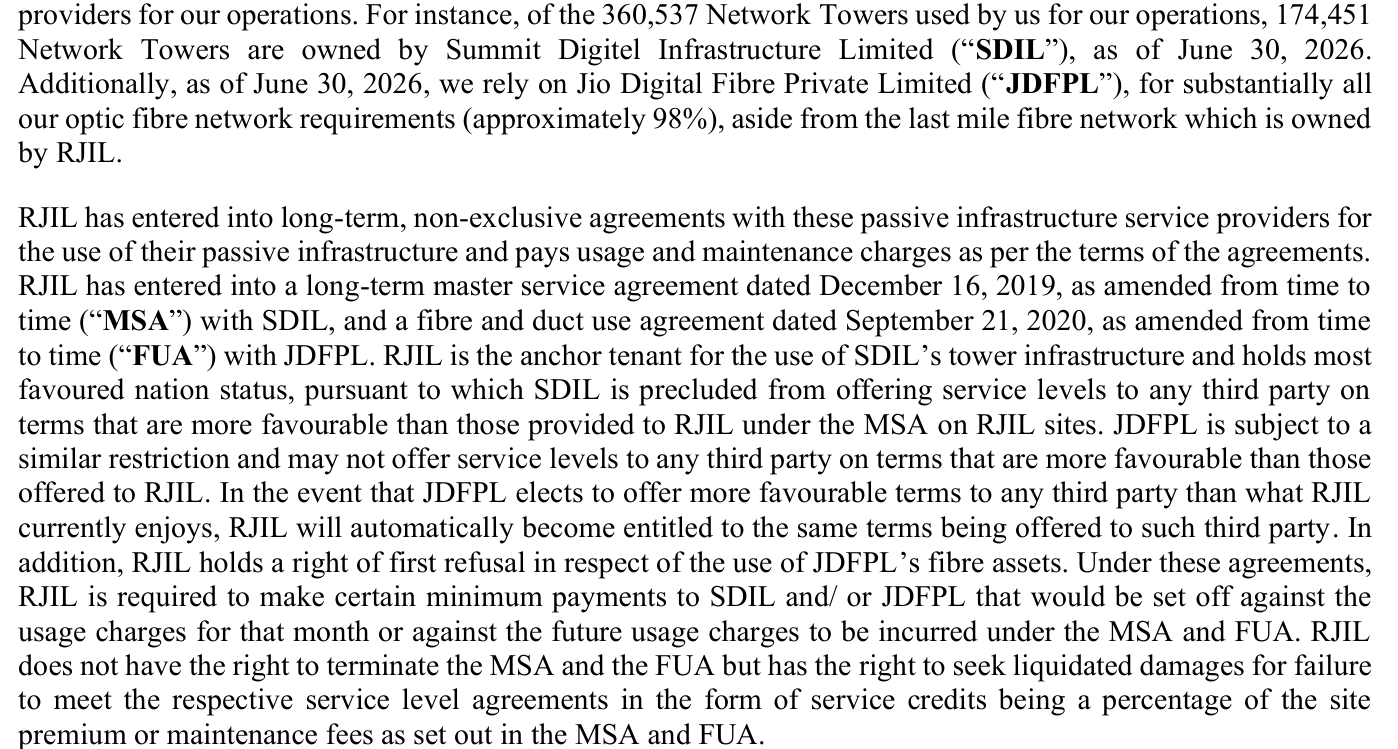 providers for our operations. For instance, of the 360,537 Network Towers used by us for our operations, 174,451
Network Towers are owned by Summit Digitel Infrastructure Limited (“SDIL”), as of June 30, 2026.
Additionally, as of June 30, 2026, we rely on Jio Digital Fibre Private Limited (“JDFPL”), for substantially all
our optic fibre network requirements (approximately 98%), aside from the last mile fibre network which is owned
by RJIL.
RJIL has entered into long-term, non-exclusive agreements with these passive infrastructure service providers for
the use of their passive infrastructure and pays usage and maintenance charges as per the terms of the agreements.
RJIL has entered into a long-term master service agreement dated December 16, 2019, as amended from time to
time (“MSA”) with SDIL, and a fibre and duct use agreement dated September 21, 2020, as amended from time
to time (“FUA”) with JDFPL. RJIL is the anchor tenant for the use of SDIL’s tower infrastructure and holds most
favoured nation status, pursuant to which SDIL is precluded from offering service levels to any third party on
terms that are more favourable than those provided to RJIL under the MSA on RJIL sites. JDFPL is subject to a
similar restriction and may not offer service levels to any third party on terms that are more favourable than those
offered to RJIL. In the event that JDFPL elects to offer more favourable terms to any third party than what RJIL
currently enjoys, RJIL will automatically become entitled to the same terms being offered to such third party. In
addition, RJIL holds a right of first refusal in respect of the use of JDFPL’s fibre assets. Under these agreements,
RJIL is required to make certain minimum payments to SDIL and/ or JDFPL that would be set off against the
usage charges for that month or against the future usage charges to be incurred under the MSA and FUA. RJIL
does not have the right to terminate the MSA and the FUA but has the right to seek liquidated damages for failure
to meet the respective service level agreements in the form of service credits being a percentage of the site
premium or maintenance fees as set out in the MSA and FUA.